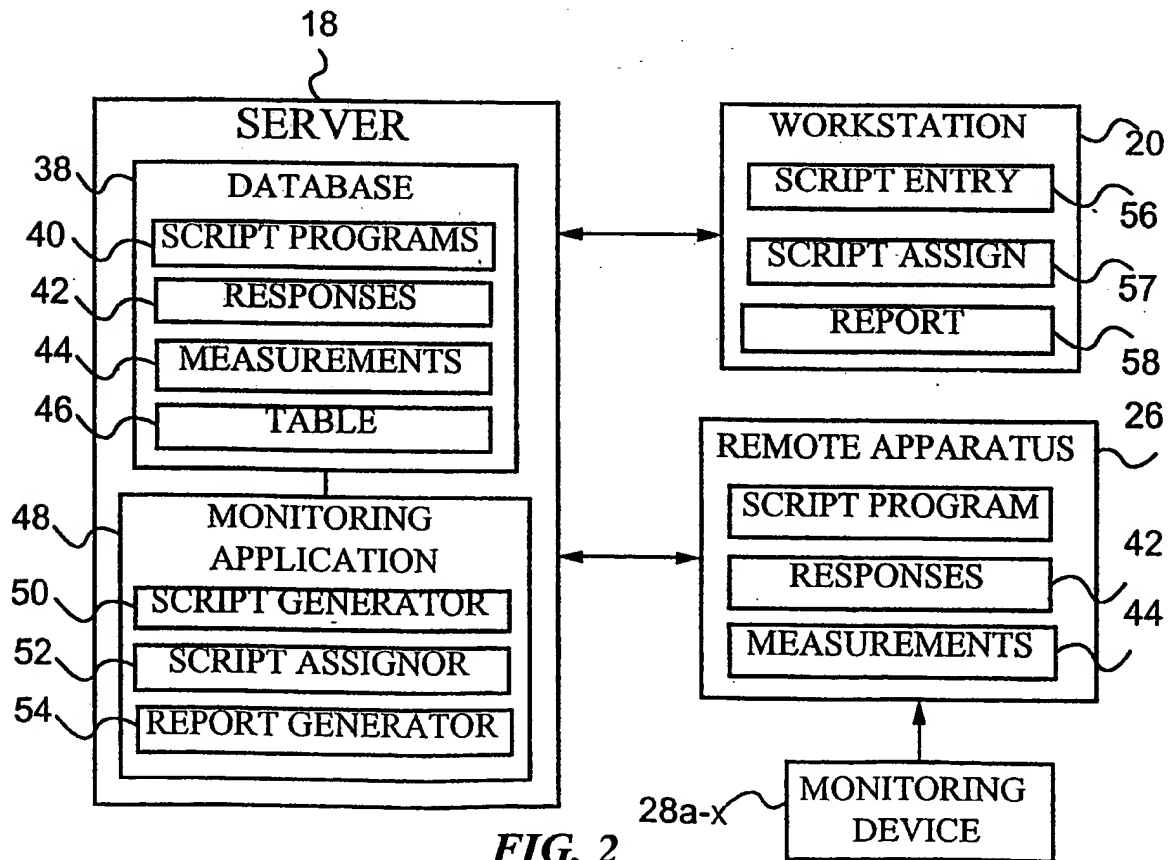 18
SERVER
38
DATABASE
40
SCRIPT PROGRAMS
42
RESPONSES
44
MEASUREMENTS
46
TABLE
48
MONITORING
APPLICATION
50
SCRIPT GENERATOR
52
SCRIPT ASSIGNOR
54
REPORT GENERATOR
WORKSTATION
20
SCRIPT ENTRY
56
SCRIPT ASSIGN
57
REPORT
58
26
REMOTE APPARATUS
SCRIPT PROGRAM
42
RESPONSES
44
MEASUREMENTS
28a-x
MONITORING
DEVICE
FIG. 2